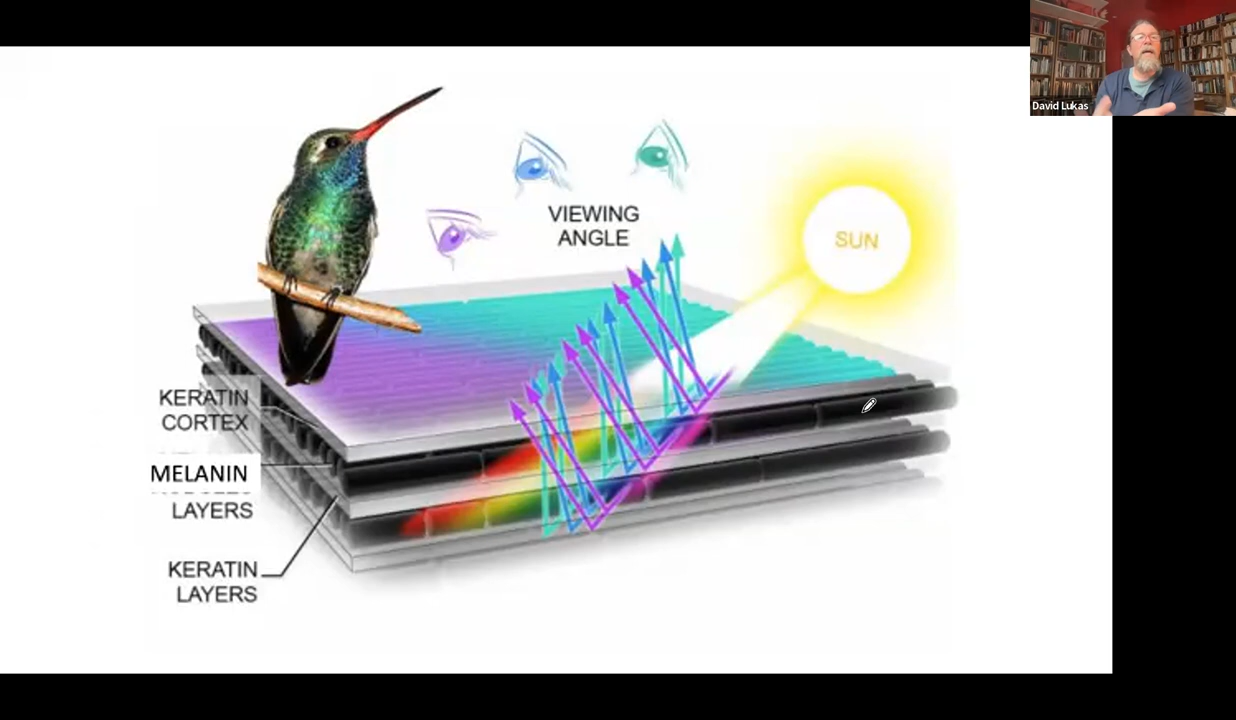 David Lukas
VIEWING
ANGLE
SUN
KERATIN
CORTEX
MELANIN
LAYERS
KERATIN
LAYERS